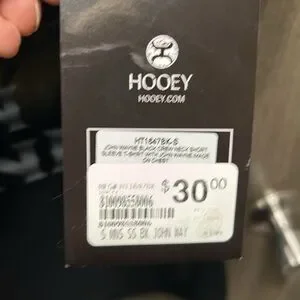 HOOEY
HOOEY.COM
HT1647BK-S
JOHN WAYNE BLACK CREW NECK SHORT
SLEEVE T-SHIRT WITH JOHN WAYNE IMAGE
ON CHEST
$30.00
810098558006
S MNS SS BK JOHN WAY